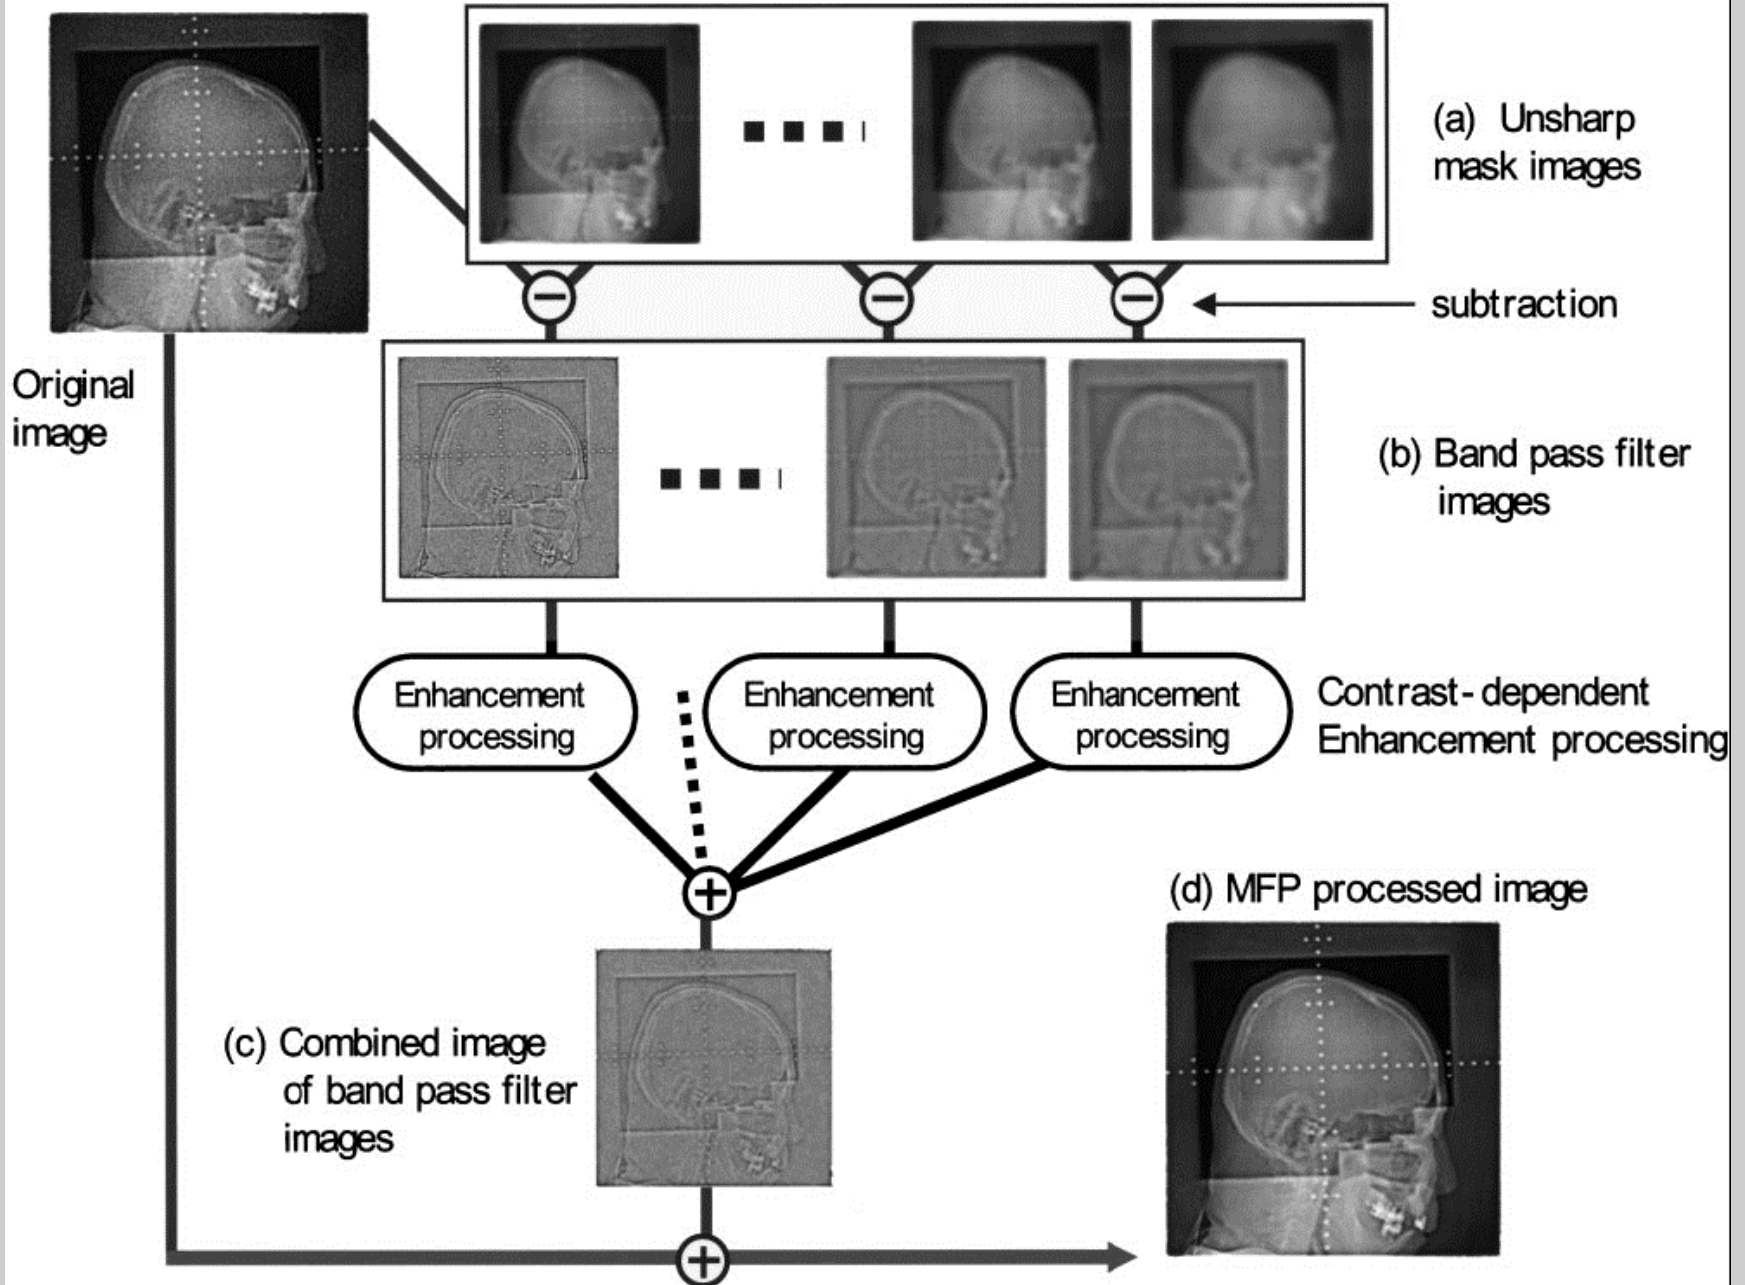 (a) Unsharp
mask images
subtraction
Original
image
(b) Band pass filter
images
Enhancement
processing
Enhancement
processing
Enhancement
processing
Contrast-dependent
Enhancement processing
(d) MFP processed image
(c) Combined image
of band pass filter
images